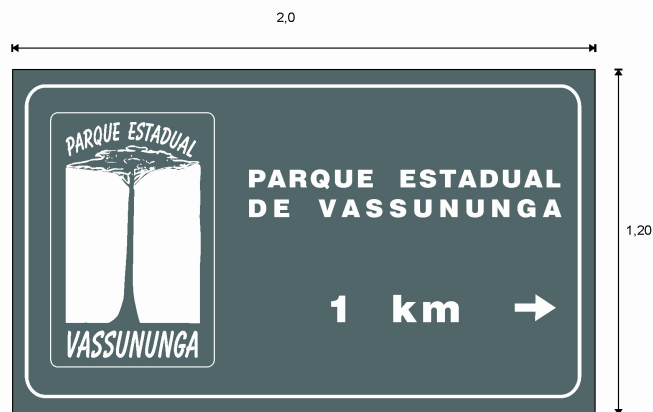 2,0
PARQUE ESTADUAL
VASSUNUNGA
PARQUE ESTADUAL
DE VASSUNUNGA
1 km
1,20